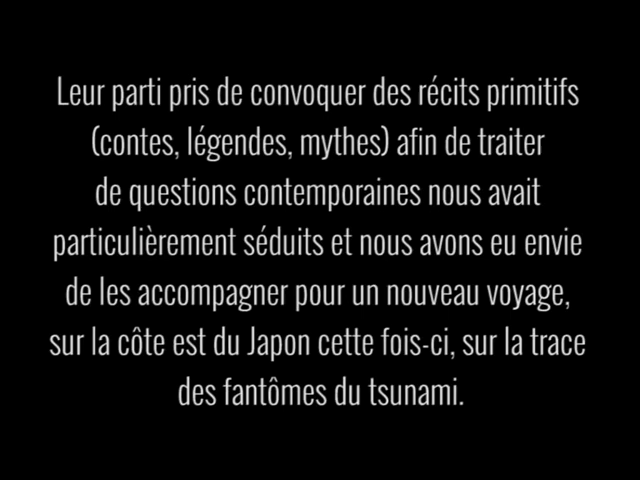 Leur parti pris de convoquer des récits primitifs
(contes, légendes, mythes) afin de traiter
de questions contemporaines nous avait
particulièrement séduits et nous avons eu envie
de les accompagner pour un nouveau voyage,
sur la côte est du Japon cette fois-ci, sur la trace
des fantômes du tsunami.